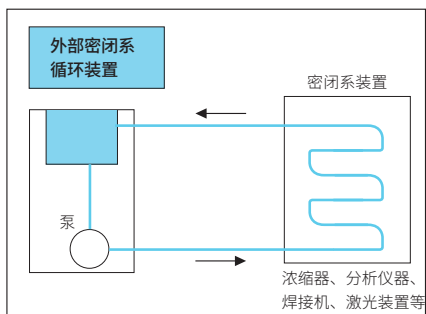 外部密闭系
循环装置
密闭系装置
泵
浓缩器、分析仪器、
焊接机、激光装置等